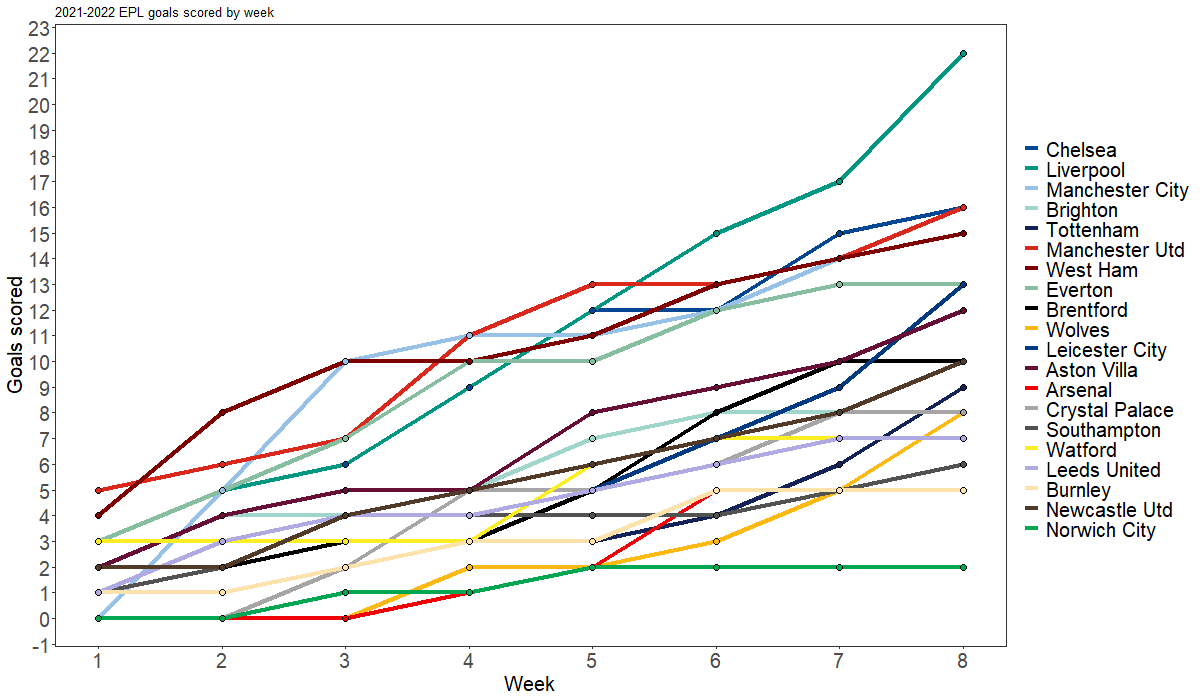 2021-2022 EPL goals scored by week
23
22
21
20
19
18
17
16
15
14
13
12
11
10
9
8
7
6
5
4
3
2
1
0
-1
Goals scored
1 2 3 4 5 6 7 8
Week
Chelsea
Liverpool
Manchester City
Brighton
Tottenham
Manchester Utd
West Ham
Everton
Brentford
Wolves
Leicester City
Aston Villa
Arsenal
Crystal Palace
Southampton
Watford
Leeds United
Burnley
Newcastle Utd
Norwich City